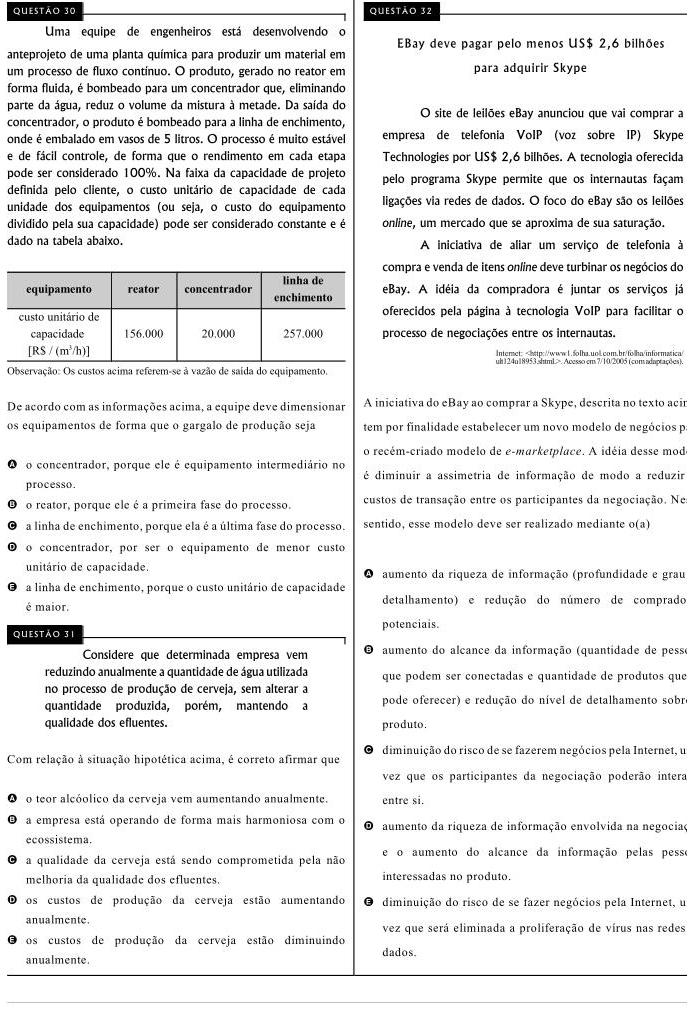 QUESTÃO 30
Uma equipe de engenheiros está desenvolvendo o
anteprojeto de uma planta química para produzir um material em
um processo de fluxo contínuo. O produto, gerado no reator em
forma fluida, é bombeado para um concentrador que, eliminando
parte da água, reduz o volume da mistura à metade. Da saída do
concentrador, o produto é bombeado para a linha de enchimento,
onde é embalado em vasos de 5 litros. O processo é muito estável
e de fácil controle, de forma que o rendimento em cada etapa
pode ser considerado 100%. Na faixa da capacidade de projeto
definida pelo cliente, o custo unitário de capacidade de cada
unidade dos equipamentos (ou seja, o custo do equipamento
dividido pela sua capacidade) pode ser considerado constante e é
dado na tabela abaixo.
equipamento reator concentrador linha de enchimento
custo unitário de capacidade [R$ / (m³/h)] 156.000 20.000 257.000
Observação: Os custos acima referem-se à vazão de saída do equipamento.
De acordo com as informações acima, a equipe deve dimensionar
os equipamentos de forma que o gargalo de produção seja
A o concentrador, porque ele é equipamento intermediário no
processo.
B o reator, porque ele é a primeira fase do processo.
C a linha de enchimento, porque ela é a última fase do processo.
D o concentrador, por ser o equipamento de menor custo
unitário de capacidade.
E a linha de enchimento, porque o custo unitário de capacidade
é maior.
QUESTÃO 31
Considere que determinada empresa vem
reduzindo anualmente a quantidade de água utilizada
no processo de produção de cerveja, sem alterar a
quantidade produzida, porém, mantendo a
qualidade dos efluentes.
Com relação à situação hipotética acima, é correto afirmar que
A o teor alcóolico da cerveja vem aumentando anualmente.
B a empresa está operando de forma mais harmoniosa com o
ecossistema.
C a qualidade da cerveja está sendo comprometida pela não
melhoria da qualidade dos efluentes.
D os custos de produção da cerveja estão aumentando
anualmente.
E os custos de produção da cerveja estão diminuindo
anualmente.
QUESTÃO 32
EBay deve pagar pelo menos US$ 2,6 bilhões
para adquirir Skype
O site de leilões eBay anunciou que vai comprar a
empresa de telefonia VoIP (voz sobre IP) Skype
Technologies por US$ 2,6 bilhões. A tecnologia oferecida
pelo programa Skype permite que os internautas façam
ligações via redes de dados. O foco do eBay são os leilões
online, um mercado que se aproxima de sua saturação.
A iniciativa de aliar um serviço de telefonia à
compra e venda de itens online deve turbinar os negócios do
eBay. A idéia da compradora é juntar os serviços já
oferecidos pela página à tecnologia VoIP para facilitar o
processo de negociações entre os internautas.
Internet: <http://www1.folha.uol.com.br/folha/informatica/
ult124u18953.shtml.>. Acesso em 7/10/2005 (com adaptações).
A iniciativa do eBay ao comprar a Skype, descrita no texto acim
tem por finalidade estabelecer um novo modelo de negócios p
o recém-criado modelo de e-marketplace. A idéia desse mod
é diminuir a assimetria de informação de modo a reduzir
custos de transação entre os participantes da negociação. Ne
sentido, esse modelo deve ser realizado mediante o(a)
A aumento da riqueza de informação (profundidade e grau
detalhamento) e redução do número de comprado
potenciais.
B aumento do alcance da informação (quantidade de pess
que podem ser conectadas e quantidade de produtos que
pode oferecer) e redução do nível de detalhamento sobr
produto.
C diminuição do risco de se fazerem negócios pela Internet, u
vez que os participantes da negociação poderão intera
entre si.
D aumento da riqueza de informação envolvida na negocia
e o aumento do alcance da informação pelas pess
interessadas no produto.
E diminuição do risco de se fazer negócios pela Internet, u
vez que será eliminada a proliferação de vírus nas redes
dados.